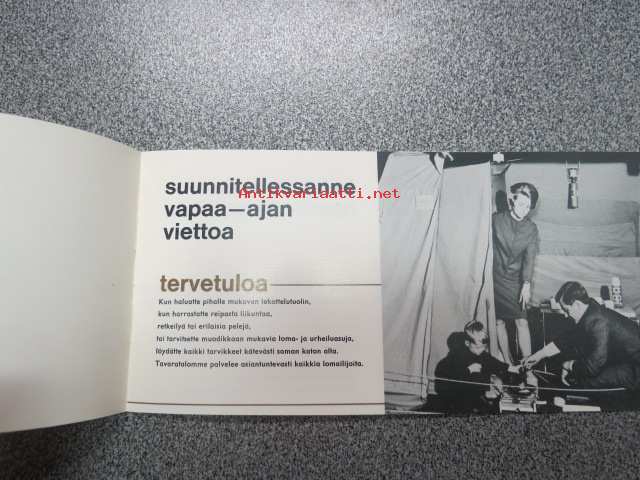 suunnitellessanne
Antikvariaatti.net
vapaa—ajan
viettoa
tervetuloa
Kun haluatte pihalle mukavan lekottelutuolin,
kun harrastatte reipasta liikuntaa,
retkeilyä tai erilaisia pelejä,
tai tarvitsette muodikkaan mukavia loma- ja urheiluasuja,
löydätte kaikki tarvikkeet kätevästi saman katon alta.
Tavaratalomme palvelee asiantuntevasti kaikkia lomailijoita.